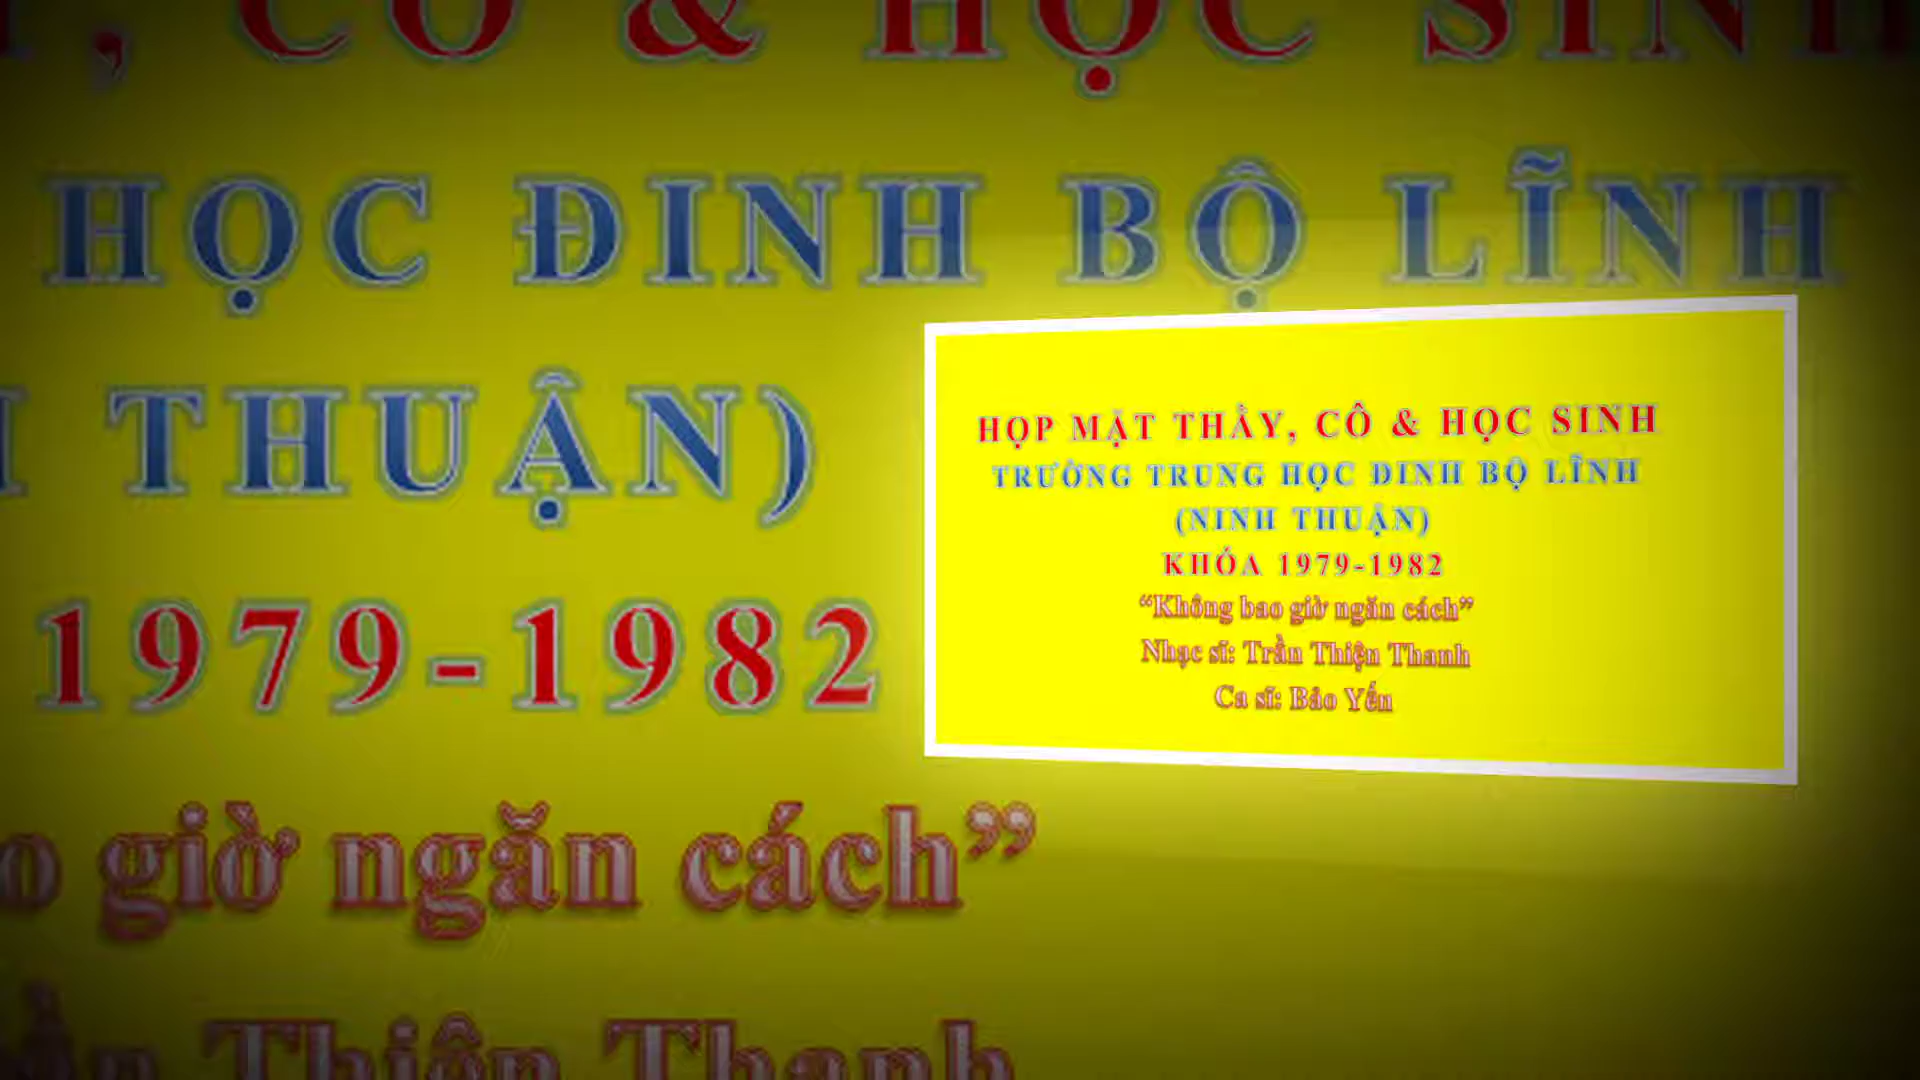 , CÔ & HỌC SINH
HỌC ĐINH BỘ LĨNH
THUẬN)
1979-1982
giờ ngăn cách”
Thiện Thanh
HỌP MẶT THẦY, CÔ & HỌC SINH
TRƯỜNG TRUNG HỌC ĐINH BỘ LĨNH
(NINH THUẬN)
KHÓA 1979-1982
“Không bao giờ ngăn cách”
Nhạc sĩ: Trần Thiện Thanh
Ca sĩ: Bảo Yến